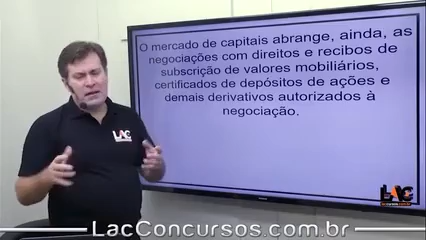 O mercado de capitais abrange, ainda, as
negociações com direitos e recibos de
subscrição de valores mobiliários,
certificados de depósitos de ações e
demais derivativos autorizados à
negociação.
LAC
LAC
LacConcursos.com.br